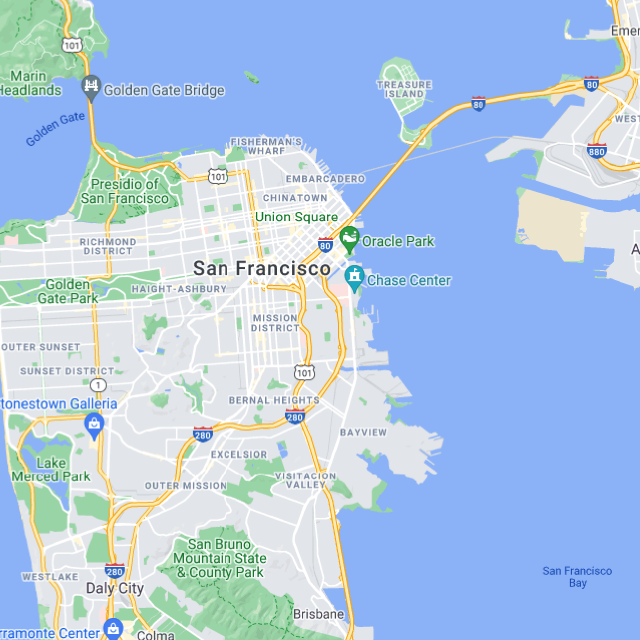 Emer
101
Marin
Headlands
Golden Gate Bridge
TREASURE
ISLAND
80
80
WEST
Golden Gate
880
FISHERMAN'S
WHARF
101
EMBARCADERO
Presidio of
San Francisco
CHINATOWN
Union Square
RICHMOND
DISTRICT
80
Oracle Park
A
San Francisco
Chase Center
Golden
Gate Park
HAIGHT-ASHBURY
MISSION
DISTRICT
OUTER SUNSET
SUNSET DISTRICT
101
1
Stonestown Galleria
BERNAL HEIGHTS
280
280
BAYVIEW
EXCELSIOR
Lake
Merced Park
OUTER MISSION
VISITACION
VALLEY
San Bruno
Mountain State
& County Park
280
WESTLAKE
Daly City
San Francisco
Bay
Brisbane
rramonte Center
Colma